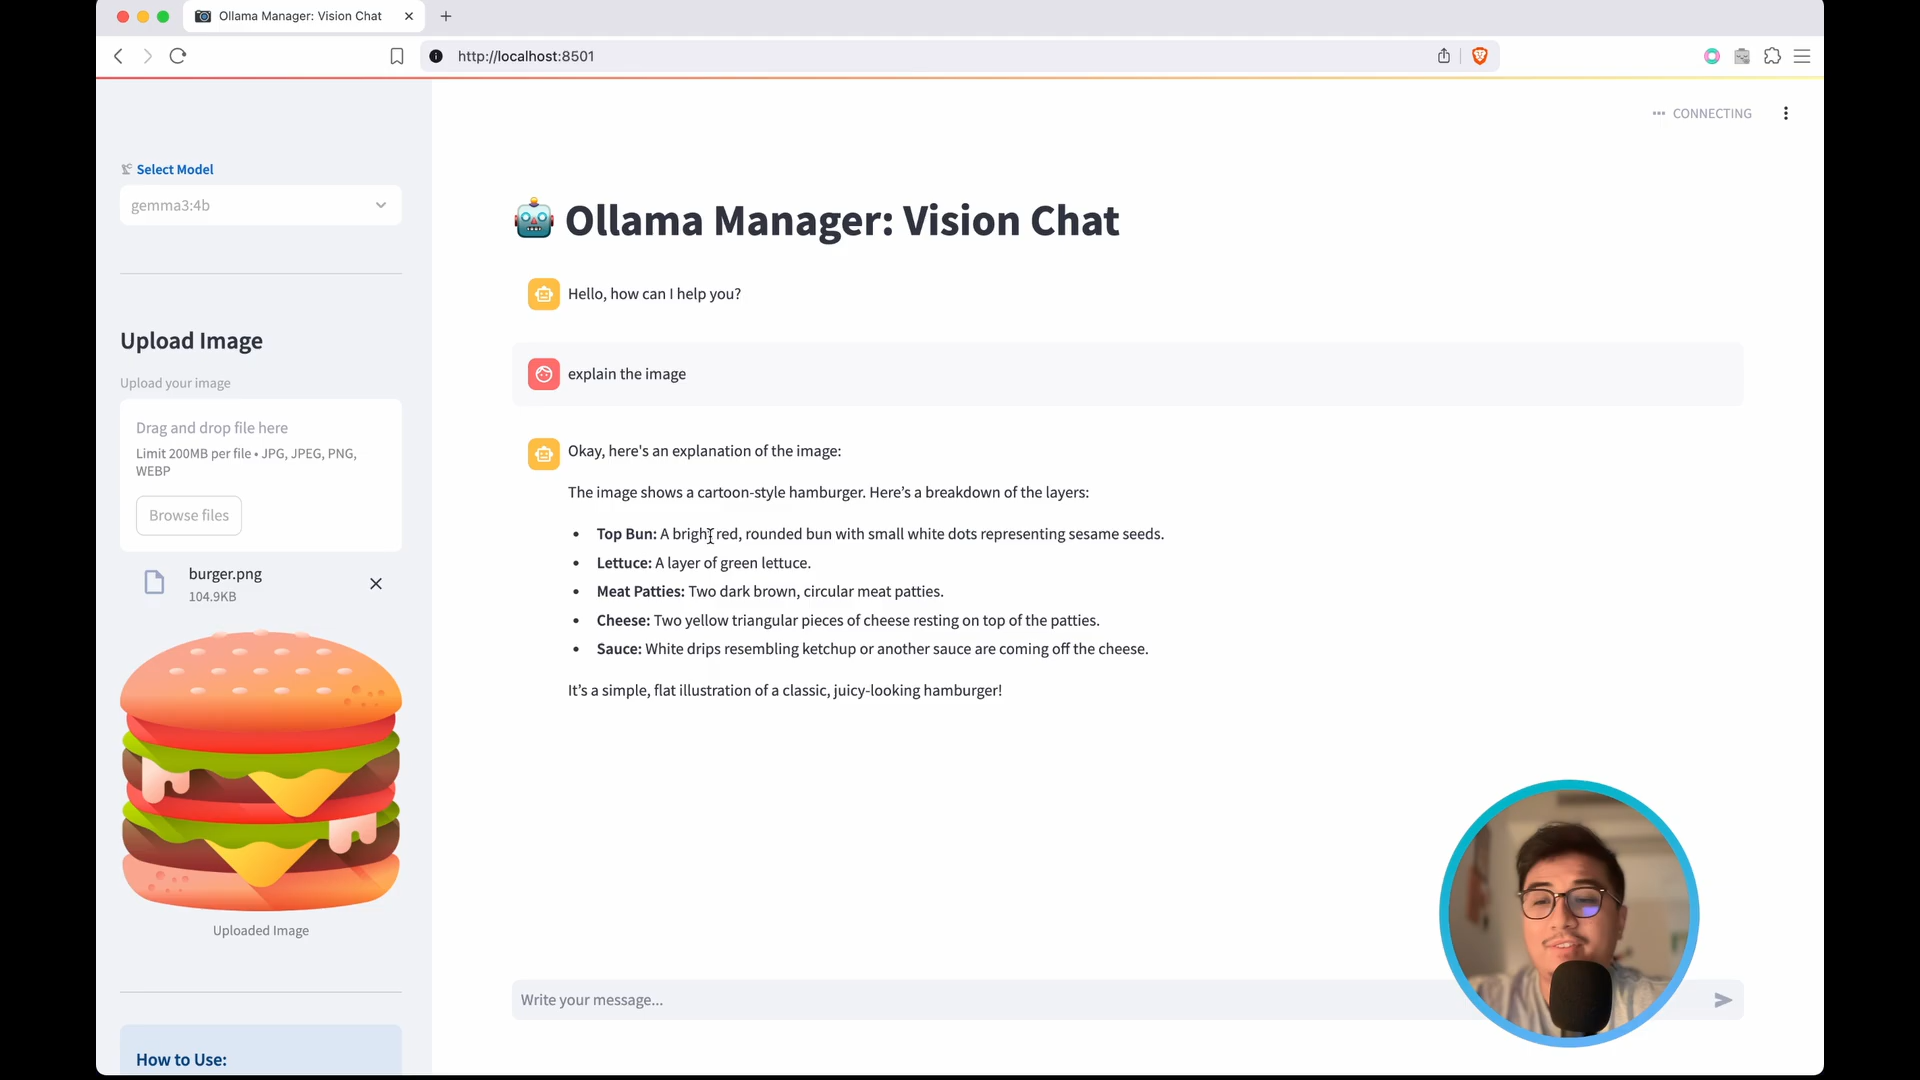 Ollama Manager: Vision Chat
http://localhost:8501
CONNECTING
Select Model
gemma3:4b
Upload Image
Upload your image
Drag and drop file here
Limit 200MB per file • JPG, JPEG, PNG,
WEBP
Browse files
burger.png
104.9KB
Uploaded Image
How to Use:
Ollama Manager: Vision Chat
Hello, how can I help you?
explain the image
Okay, here's an explanation of the image:
The image shows a cartoon-style hamburger. Here’s a breakdown of the layers:
• Top Bun: A bright red, rounded bun with small white dots representing sesame seeds.
• Lettuce: A layer of green lettuce.
• Meat Patties: Two dark brown, circular meat patties.
• Cheese: Two yellow triangular pieces of cheese resting on top of the patties.
• Sauce: White drips resembling ketchup or another sauce are coming off the cheese.
It’s a simple, flat illustration of a classic, juicy-looking hamburger!
Write your message...